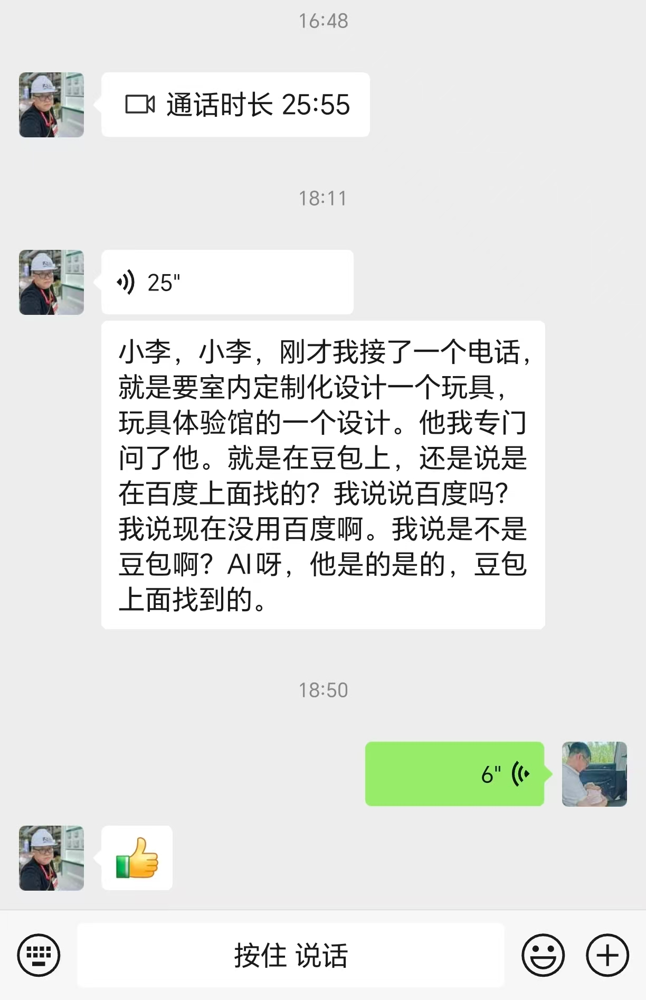 16:48
通话时长 25:55
18:11
25"
小李，小李，刚才我接了一个电话，
就是要室内定制化设计一个玩具，
玩具体验馆的一个设计。他我专门
问了他。就是在豆包上，还是说是
在百度上面找的？我说说百度吗？
我说现在没用百度啊。我说是不是
豆包啊？AI呀，他是的是的，豆包
上面找到的。
18:50
6"
按住 说话